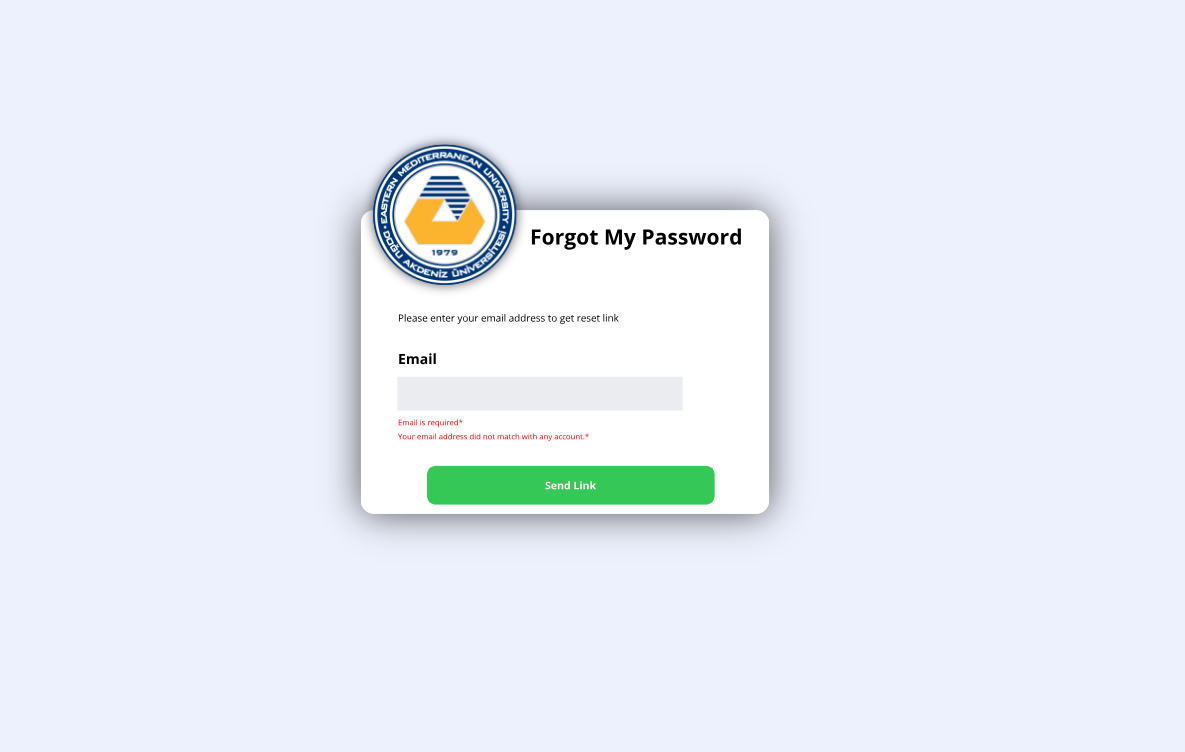 EASTERN MEDITERRANEAN UNIVERSITY
DOĞU AKDENİZ ÜNİVERSİTESİ
1979
Forgot My Password
Please enter your email address to get reset link
Email
Email is required*
Your email address did not match with any account.*
Send Link